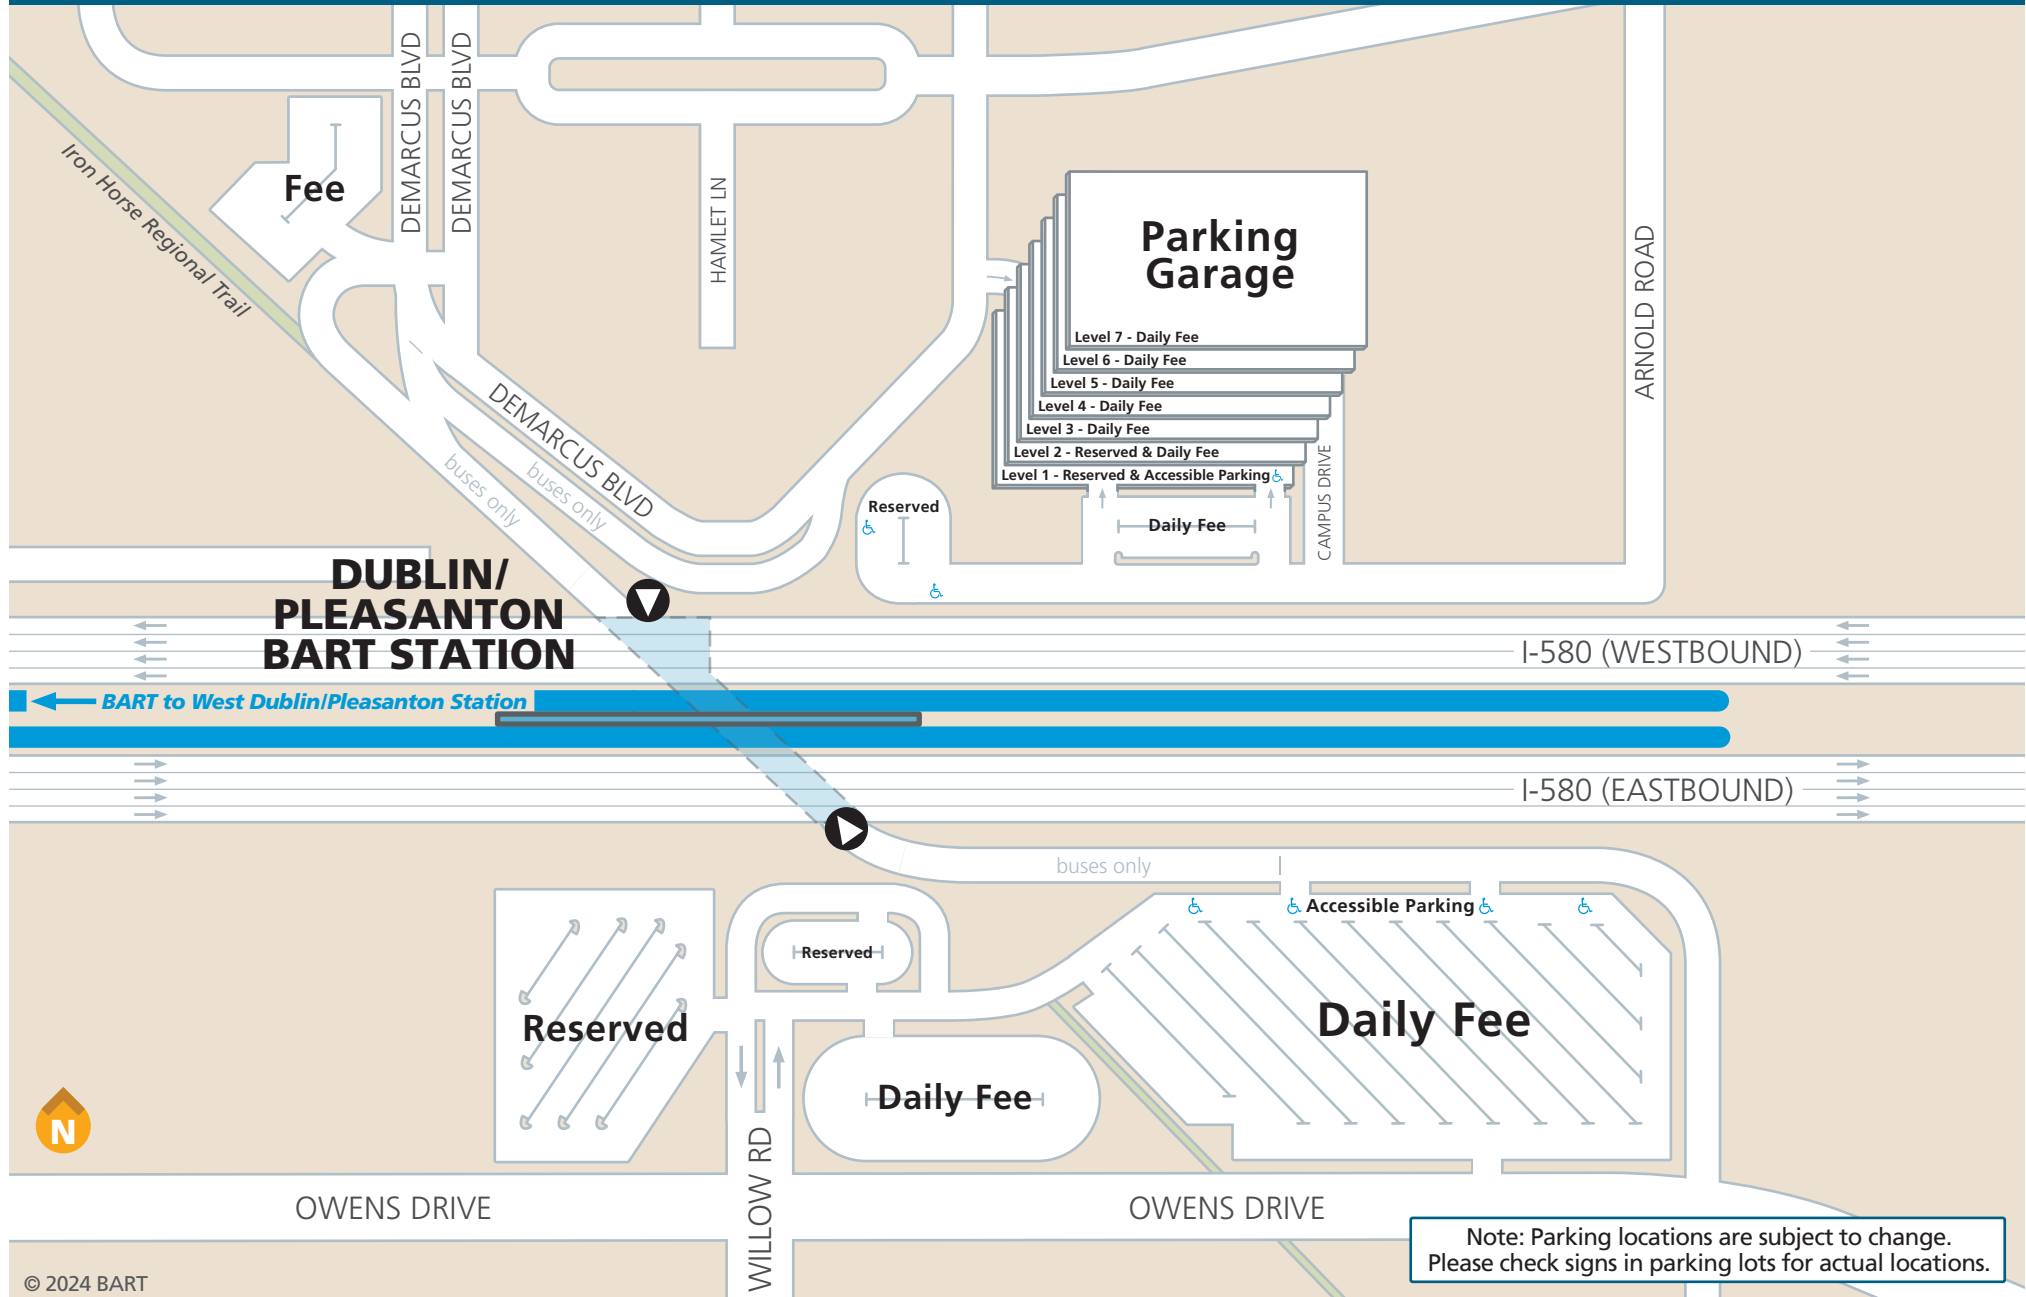 DEMARCUS BLVD
DEMARCUS BLVD
Iron Horse Regional Trail
Fee
HAMLET LN
Parking
Garage
Level 7 - Daily Fee
Level 6 - Daily Fee
Level 5 - Daily Fee
Level 4 - Daily Fee
Level 3 - Daily Fee
Level 2 - Reserved & Daily Fee
Level 1 - Reserved & Accessible Parking
ARNOLD ROAD
DEMARCUS BLVD
buses only
buses only
Reserved
Daily Fee
CAMPUS DRIVE
DUBLIN/
PLEASANTON
BART STATION
I-580 (WESTBOUND)
BART to West Dublin/Pleasanton Station
I-580 (EASTBOUND)
buses only
Accessible Parking
Reserved
Reserved
Daily Fee
Daily Fee
N
WILLOW RD
OWENS DRIVE
OWENS DRIVE
Note: Parking locations are subject to change.
Please check signs in parking lots for actual locations.
© 2024 BART